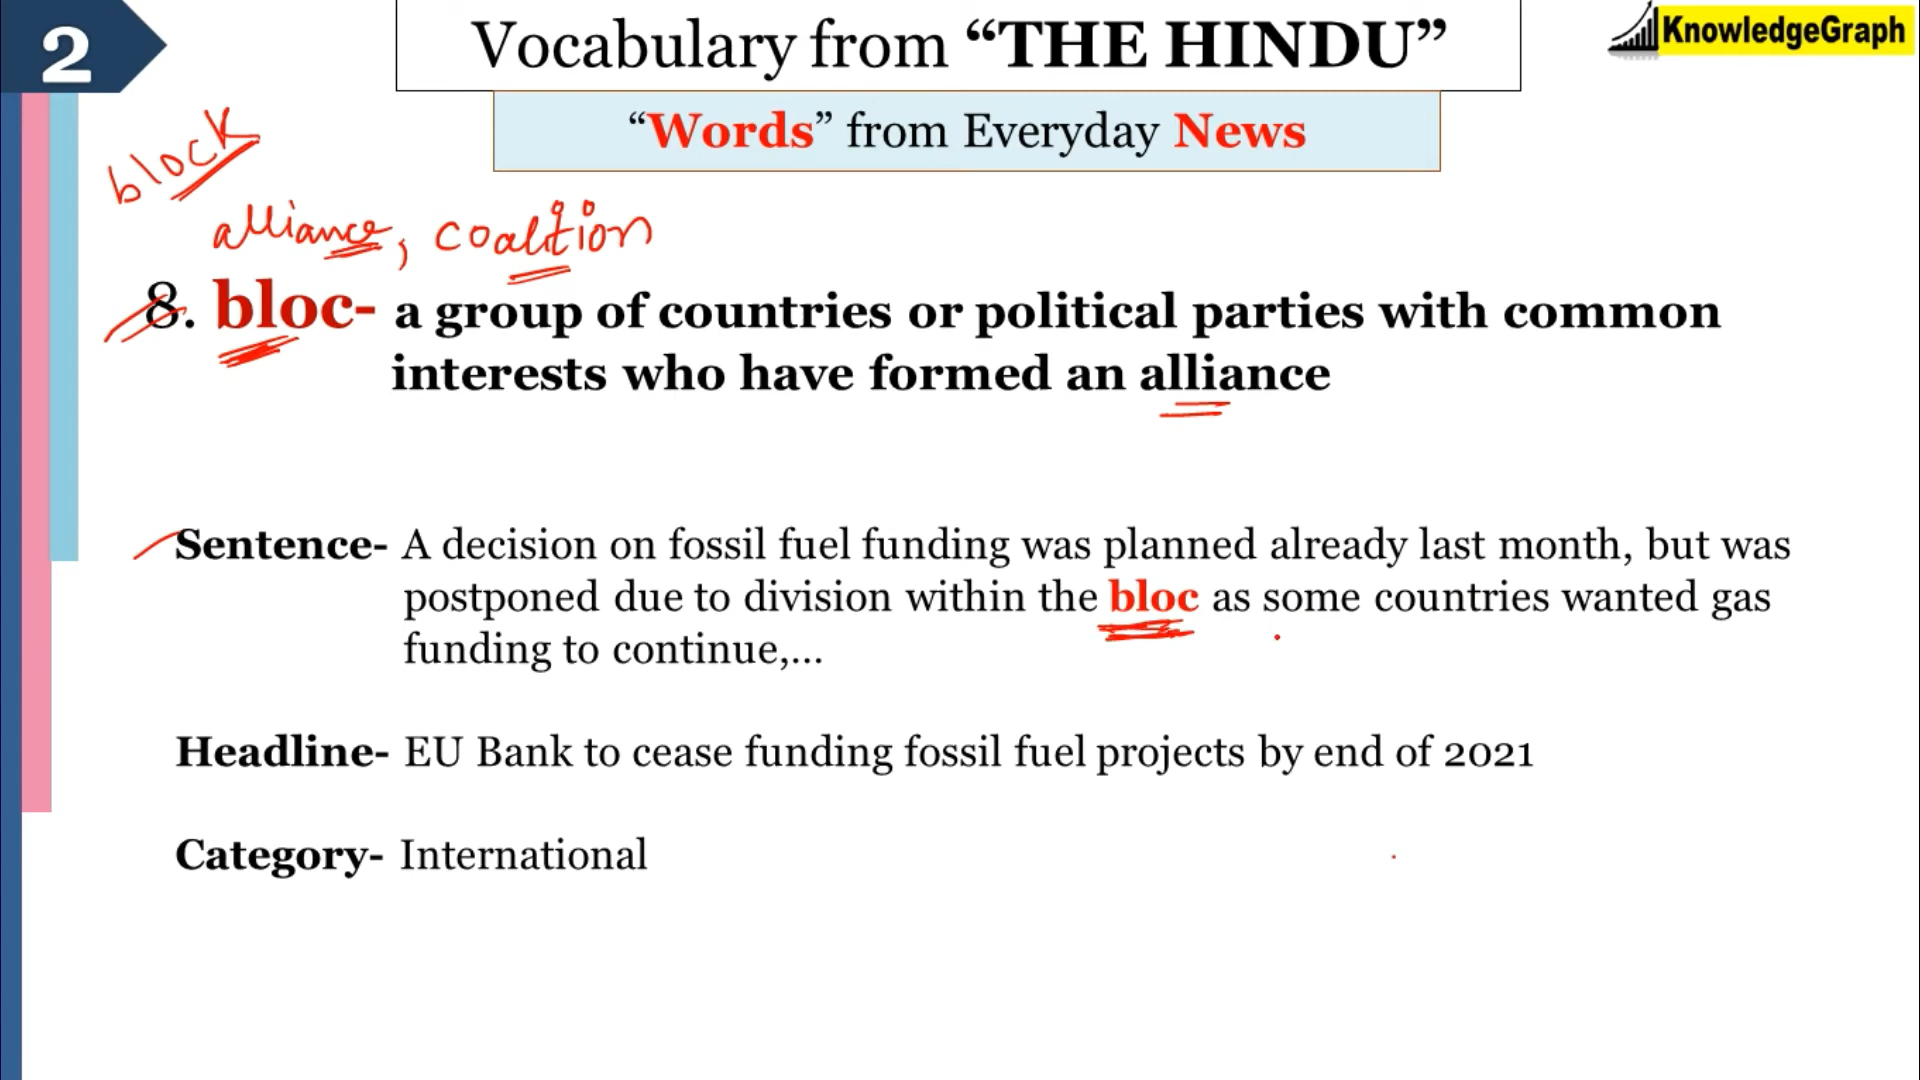 2
Vocabulary from “THE HINDU”
KnowledgeGraph
“Words” from Everyday News
block
alliance, coalition
8. bloc- a group of countries or political parties with common
interests who have formed an alliance
Sentence- A decision on fossil fuel funding was planned already last month, but was
postponed due to division within the bloc as some countries wanted gas
funding to continue,...
Headline- EU Bank to cease funding fossil fuel projects by end of 2021
Category- International